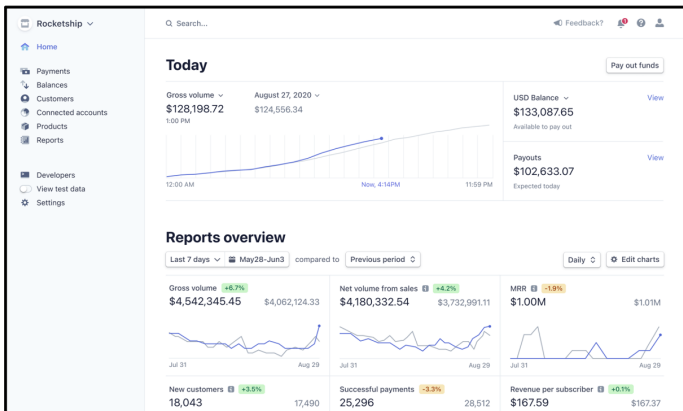 Rocketship
Search...
Feedback?
Home
Payments
Balances
Customers
Connected accounts
Products
Reports
Developers
View test data
Settings
Today
Pay out funds
Gross volume
August 27, 2020
$128,198.72
$124,556.34
1:00 PM
12:00 AM
Now, 4:14PM
11:59 PM
USD Balance
View
$133,087.65
Available to pay out
Payouts
View
$102,633.07
Expected today
Reports overview
Last 7 days
May28-Jun3
compared to
Previous period
Daily
Edit charts
Gross volume +6.7%
$4,542,345.45
$4,062,124.33
Jul 31
Aug 29
Net volume from sales +4.2%
$4,180,332.54
$3,732,991.11
Jul 31
Aug 29
MRR -1.9%
$1.00M
$1.01M
Jul 31
Aug 29
New customers +3.5%
18,043
17,490
Successful payments -3.3%
25,296
28,512
Revenue per subscriber +0.1%
$167.59
$167.37